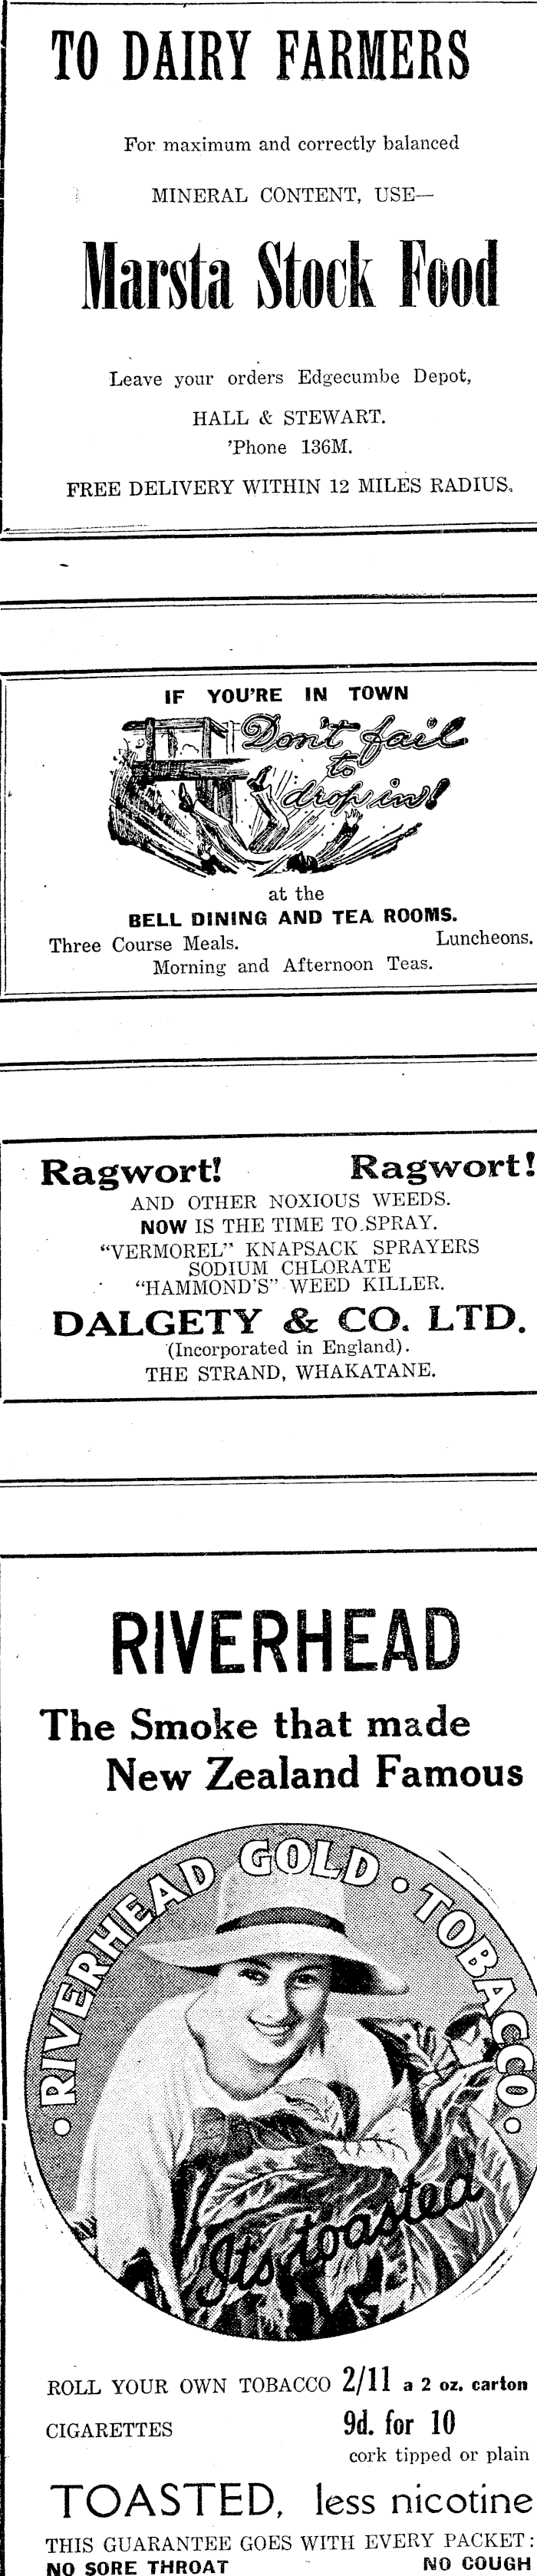 TO DAIRY FARMERS
For maximum and correctly balanced
MINERAL CONTENT, USE—
Marsta Stock Food
Leave your orders Edgecumbe Depot,
HALL & STEWART.
'Phone 136M.
FREE DELIVERY WITHIN 12 MILES RADIUS.
IF YOU'RE IN TOWN
Don't fail
to
drop in!
at the
BELL DINING AND TEA ROOMS.
Three Course Meals. Luncheons.
Morning and Afternoon Teas.
Ragwort! Ragwort!
AND OTHER NOXIOUS WEEDS.
NOW IS THE TIME TO SPRAY.
"VERMOREL" KNAPSACK SPRAYERS
SODIUM CHLORATE
"HAMMOND'S" WEED KILLER.
DALGETY & CO. LTD.
(Incorporated in England).
THE STRAND, WHAKATANE.
RIVERHEAD
The Smoke that made
New Zealand Famous
· RIVERHEAD GOLD · TOBACCO ·
Its toasted
ROLL YOUR OWN TOBACCO 2/11 a 2 oz. carton
CIGARETTES 9d. for 10
cork tipped or plain
TOASTED, less nicotine
THIS GUARANTEE GOES WITH EVERY PACKET:
NO SORE THROAT NO COUGH